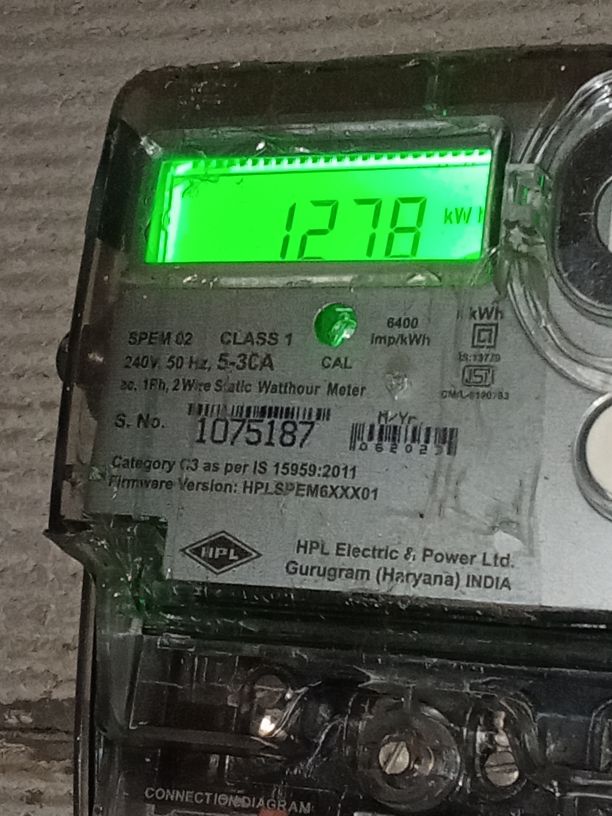 1278 kWh
SPEM 02 CLASS 1
240V, 50 Hz, 5-30A
CAL
6400
imp/kWh
kWh
IS:13779
ac, 1Ph, 2 Wire Static Watthour Meter
S. No. 1075187
M/Yr.
Category C3 as per IS 15959:2011
Firmware Version: HPLSPEM6XXX01
HPL
HPL Electric & Power Ltd.
Gurugram (Haryana) INDIA
CONNECTION DIAGRAM